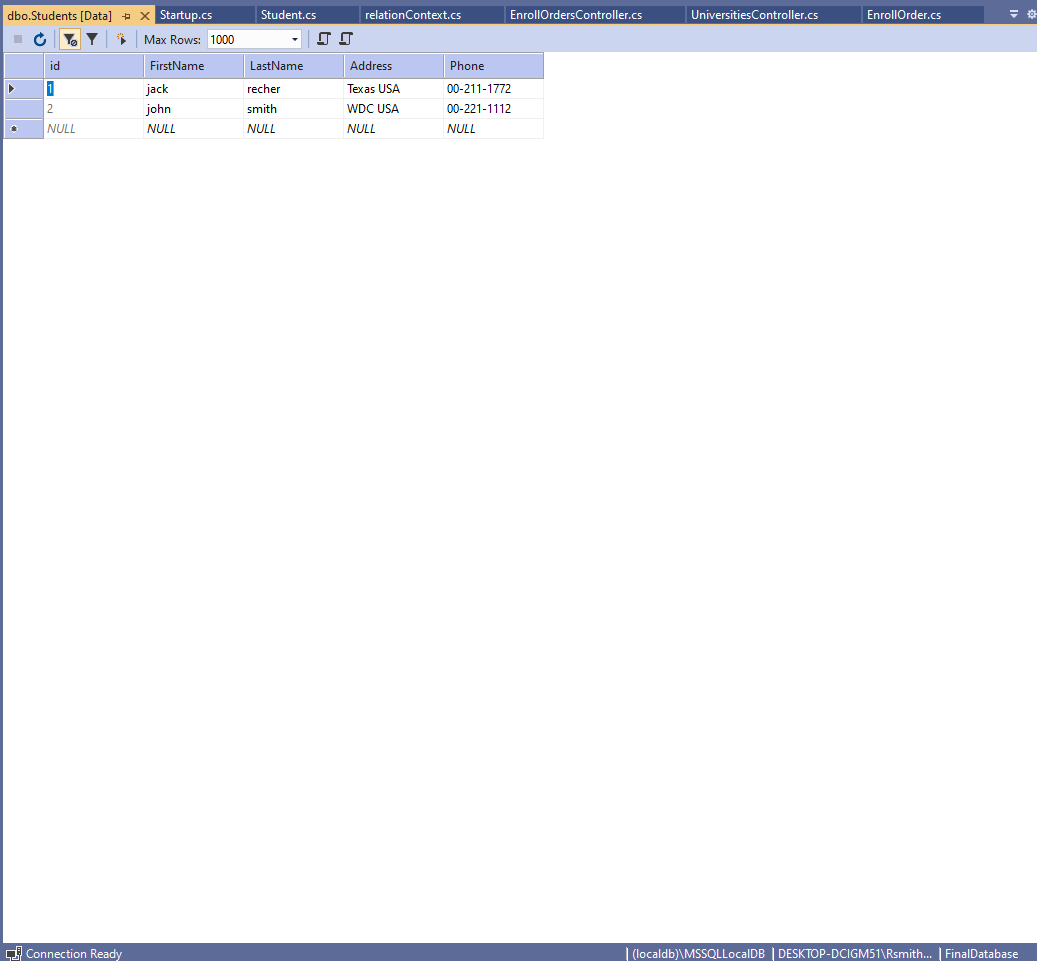 dbo.Students [Data] Startup.cs Student.cs relationContext.cs EnrollOrdersController.cs UniversitiesController.cs EnrollOrder.cs
Max Rows: 1000
id FirstName LastName Address Phone
1 jack recher Texas USA 00-211-1772
2 john smith WDC USA 00-221-1112
NULL NULL NULL NULL NULL
Connection Ready (localdb)\MSSQLLocalDB DESKTOP-DCIGM51\Rsmith... FinalDatabase